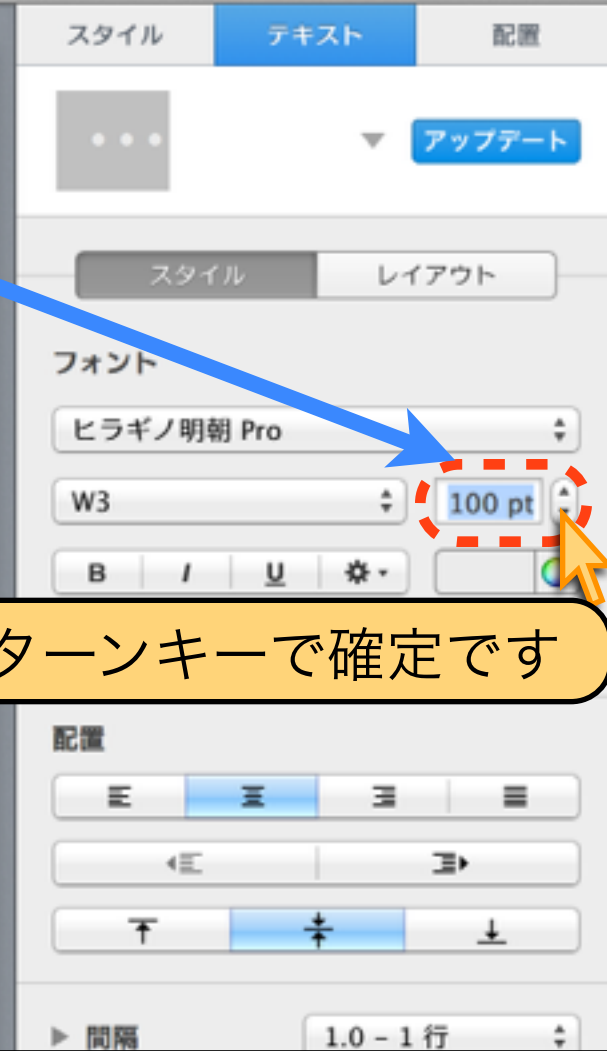 スタイル テキスト 配置
アップデート
スタイル レイアウト
フォント
ヒラギノ明朝 Pro
W3 100 pt
B I U
ターンキーで確定です
配置
間隔 1.0 – 1 行